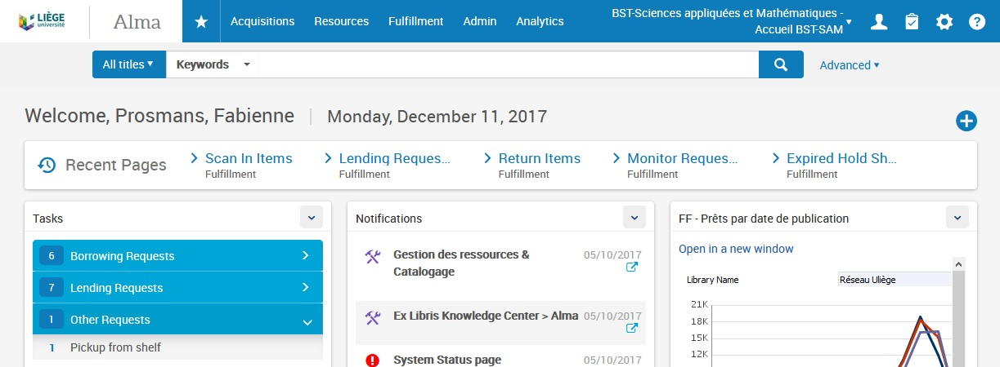 LIÈGE
université
Alma
★
Acquisitions
Resources
Fulfillment
Admin
Analytics
BST-Sciences appliquées et Mathématiques -
Accueil BST-SAM
?
All titles
Keywords
Advanced
Welcome, Prosmans, Fabienne | Monday, December 11, 2017
Recent Pages
Scan In Items
Fulfillment
Lending Reques...
Fulfillment
Return Items
Fulfillment
Monitor Reques...
Fulfillment
Expired Hold Sh...
Fulfillment
Tasks
6 Borrowing Requests
7 Lending Requests
1 Other Requests
1 Pickup from shelf
Notifications
Gestion des ressources & 05/10/2017
Catalogage
Ex Libris Knowledge Center > Alma 05/10/2017
System Status page 05/10/2017
FF - Prêts par date de publication
Open in a new window
Library Name Réseau Uliège
21K
18K
15K
12K